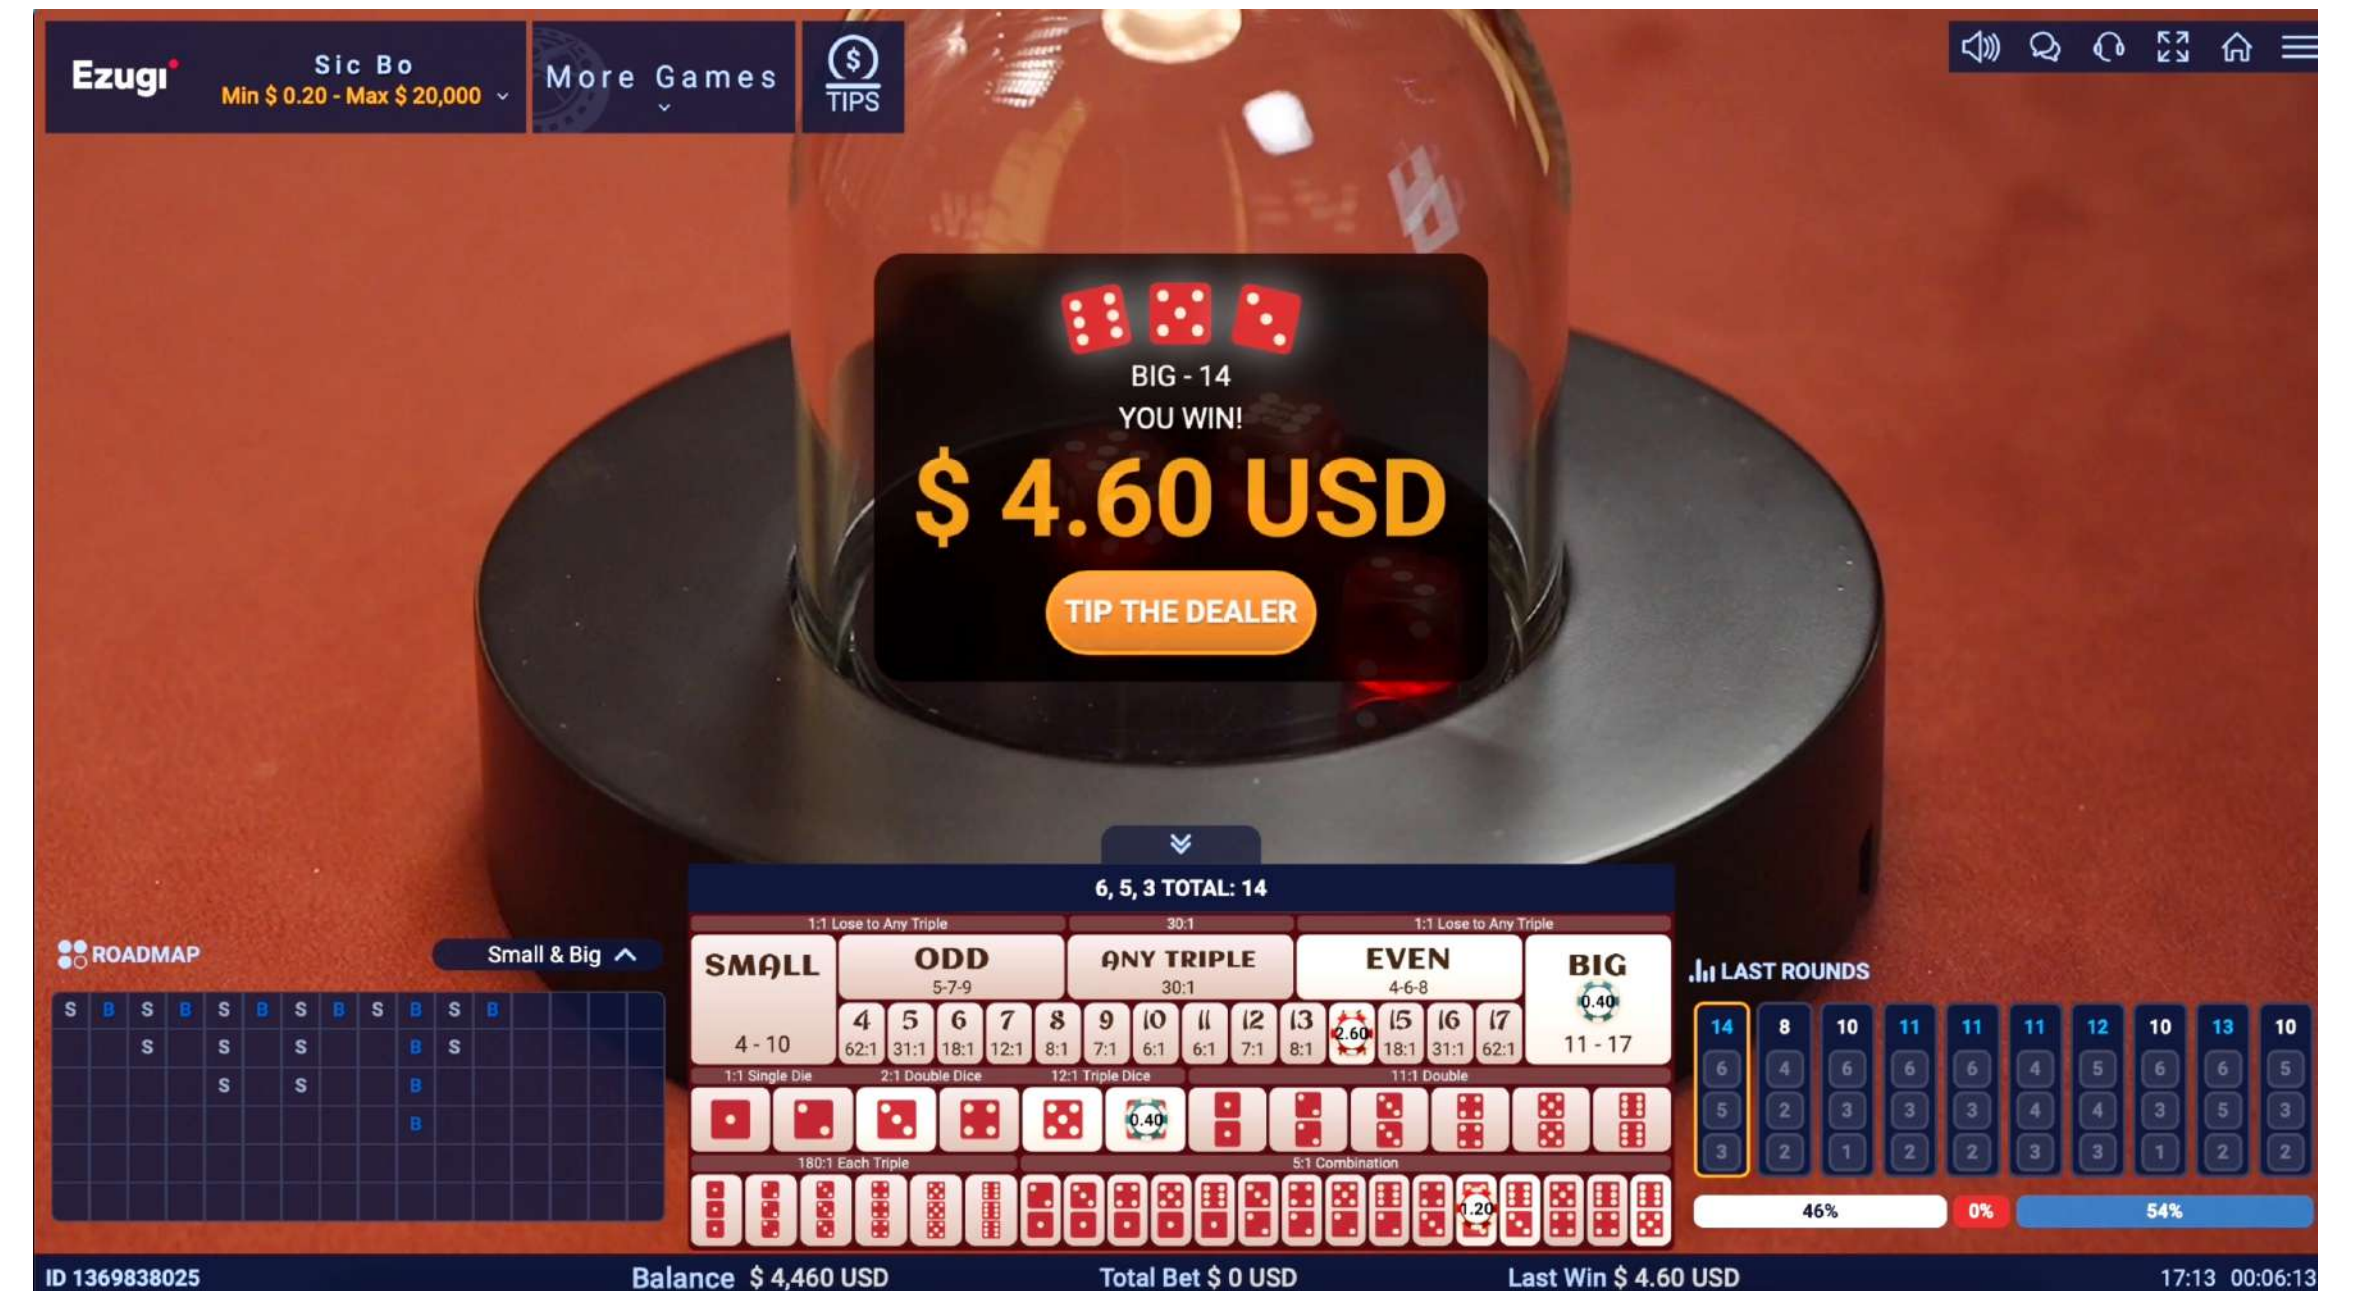 Ezugi
Sic Bo
Min $ 0.20 - Max $ 20,000
More Games
$
TIPS
BIG - 14
YOU WIN!
$ 4.60 USD
TIP THE DEALER
6, 5, 3 TOTAL: 14
1:1 Lose to Any Triple 30:1 1:1 Lose to Any Triple
SMALL ODD ANY TRIPLE EVEN BIG
5-7-9 30:1 4-6-8
0.40
4 5 6 7 8 9 10 11 12 13 2.60 15 16 17
4 - 10 62:1 31:1 18:1 12:1 8:1 7:1 6:1 6:1 7:1 8:1 18:1 31:1 62:1 11 - 17
1:1 Single Die 2:1 Double Dice 12:1 Triple Dice 11:1 Double
0.40
180:1 Each Triple 5:1 Combination
1.20
ROADMAP Small & Big
S B S B S B S B S B S B
S S S B S
S S B
B
LAST ROUNDS
14 8 10 11 11 11 12 10 13 10
6 4 6 6 6 4 5 6 6 5
5 2 3 3 3 4 4 3 5 3
3 2 1 2 2 3 3 1 2 2
46% 0% 54%
ID 1369838025 Balance $ 4,460 USD Total Bet $ 0 USD Last Win $ 4.60 USD 17:13 00:06:13